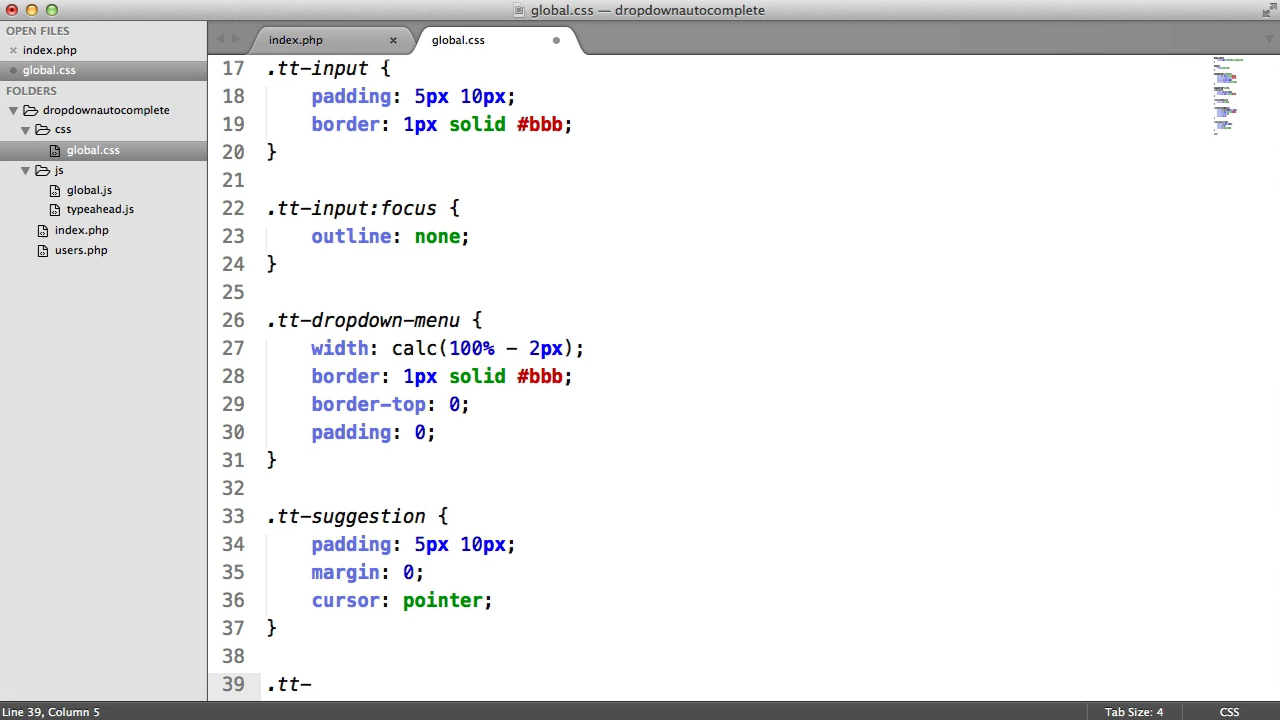 global.css — dropdownautocomplete
OPEN FILES
index.php
global.css
FOLDERS
dropdownautocomplete
css
global.css
js
global.js
typeahead.js
index.php
users.php
index.php
global.css
17 .tt-input {
18 padding: 5px 10px;
19 border: 1px solid #bbb;
20 }
21
22 .tt-input:focus {
23 outline: none;
24 }
25
26 .tt-dropdown-menu {
27 width: calc(100% - 2px);
28 border: 1px solid #bbb;
29 border-top: 0;
30 padding: 0;
31 }
32
33 .tt-suggestion {
34 padding: 5px 10px;
35 margin: 0;
36 cursor: pointer;
37 }
38
39 .tt-
Line 39, Column 5
Tab Size: 4
CSS